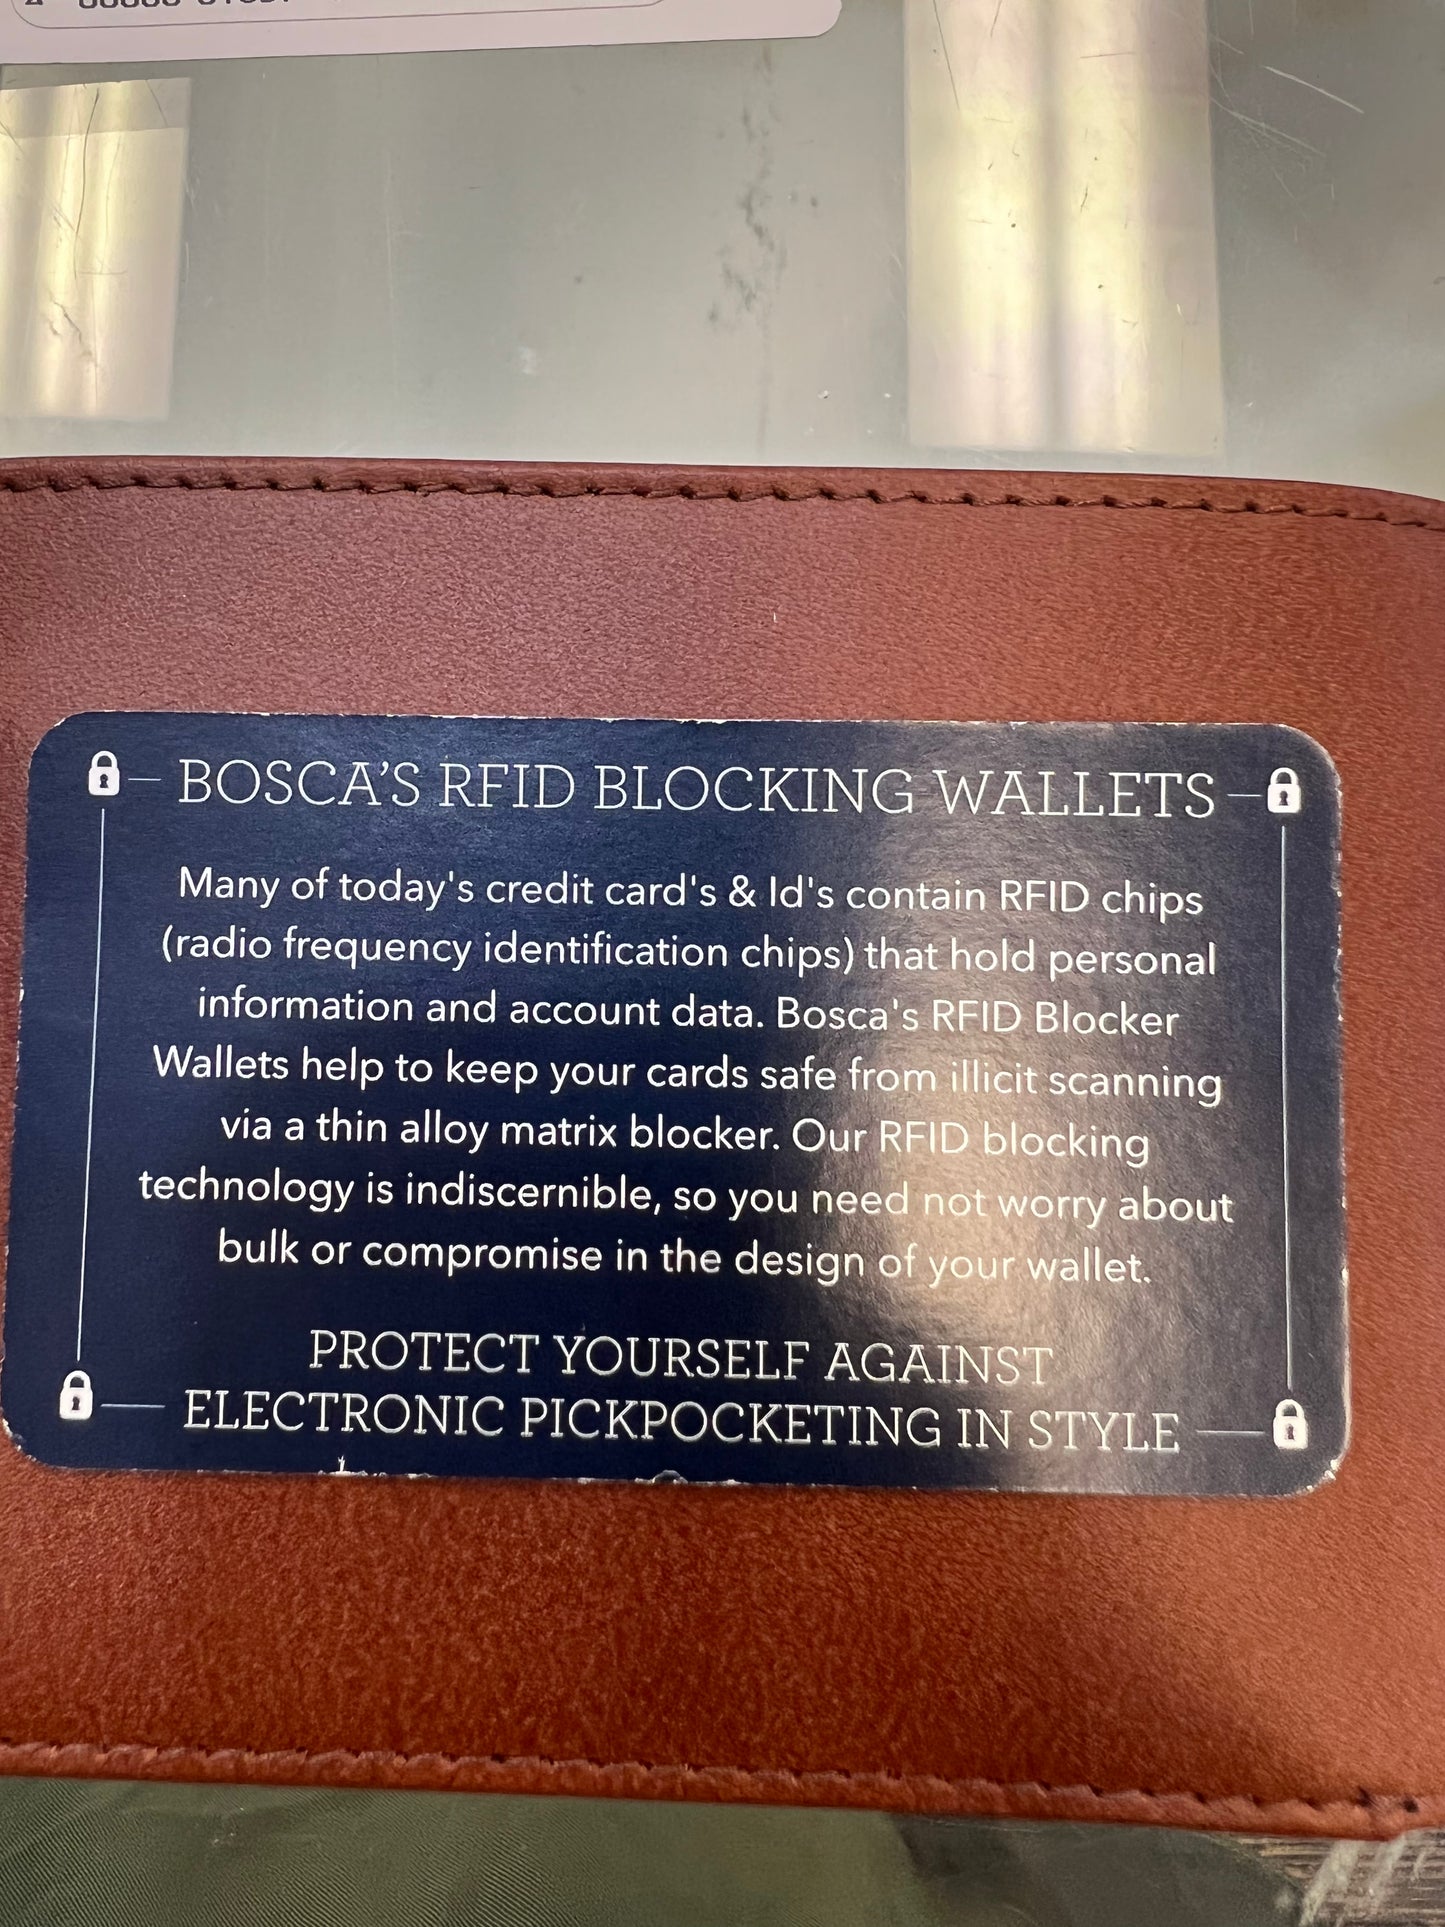 BOSCA'S RFID BLOCKING WALLETS
Many of today's credit card's & Id's contain RFID chips
(radio frequency identification chips) that hold personal
information and account data. Bosca's RFID Blocker
Wallets help to keep your cards safe from illicit scanning
via a thin alloy matrix blocker. Our RFID blocking
technology is indiscernible, so you need not worry about
bulk or compromise in the design of your wallet.
PROTECT YOURSELF AGAINST
ELECTRONIC PICKPOCKETING IN STYLE